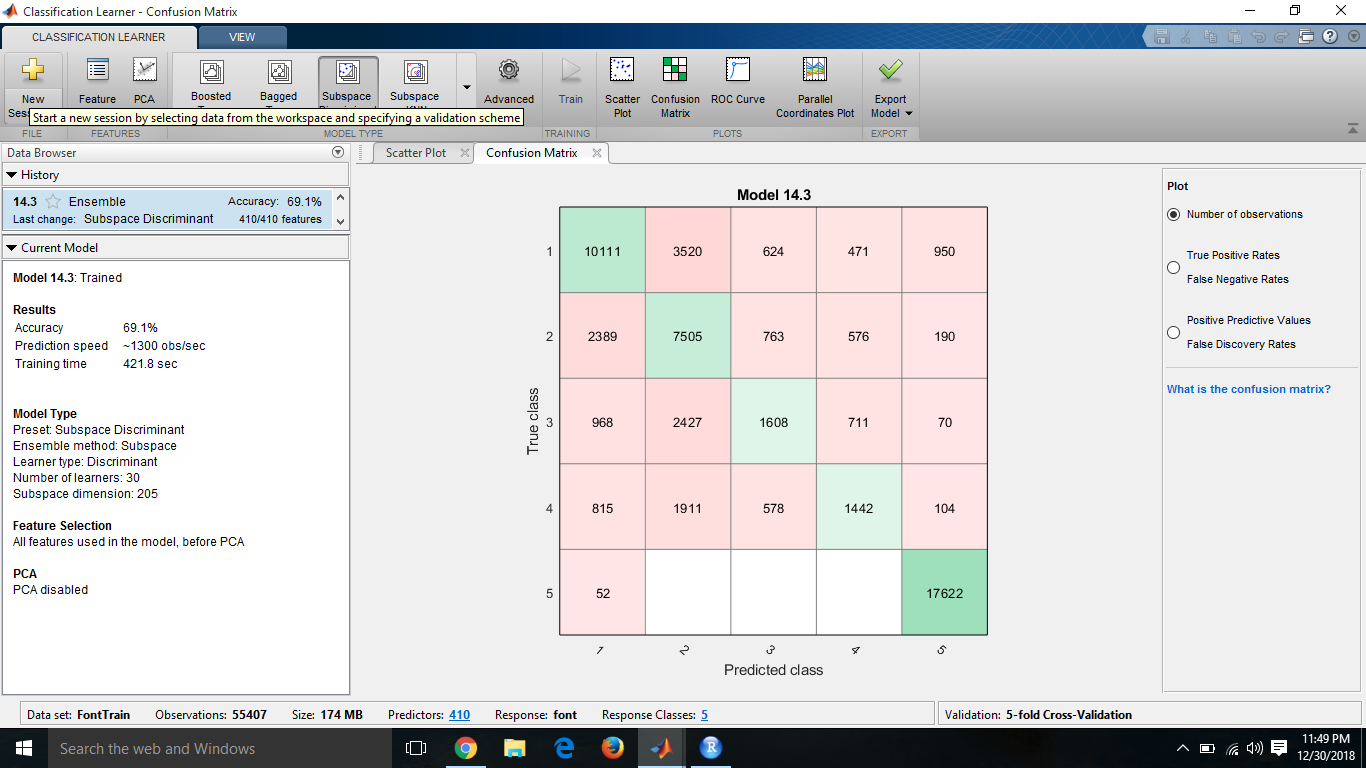 Classification Learner - Confusion Matrix
CLASSIFICATION LEARNER
VIEW
New
Feature
PCA
Boosted
Bagged
Subspace
Subspace
Advanced
Train
Scatter
Plot
Confusion
Matrix
ROC Curve
Parallel
Coordinates Plot
Export
Model
Start a new session by selecting data from the workspace and specifying a validation scheme
FILE
FEATURES
MODEL TYPE
TRAINING
PLOTS
EXPORT
Data Browser
History
14.3 Ensemble Accuracy: 69.1%
Last change: Subspace Discriminant 410/410 features
Current Model
Model 14.3: Trained
Results
Accuracy 69.1%
Prediction speed ~1300 obs/sec
Training time 421.8 sec
Model Type
Preset: Subspace Discriminant
Ensemble method: Subspace
Learner type: Discriminant
Number of learners: 30
Subspace dimension: 205
Feature Selection
All features used in the model, before PCA
PCA
PCA disabled
Scatter Plot
Confusion Matrix
Model 14.3
True class
1 10111 3520 624 471 950
2 2389 7505 763 576 190
3 968 2427 1608 711 70
4 815 1911 578 1442 104
5 52 17622
1 2 3 4 5
Predicted class
Plot
Number of observations
True Positive Rates
False Negative Rates
Positive Predictive Values
False Discovery Rates
What is the confusion matrix?
Data set: FontTrain Observations: 55407 Size: 174 MB Predictors: 410 Response: font Response Classes: 5
Validation: 5-fold Cross-Validation
Search the web and Windows
11:49 PM
12/30/2018